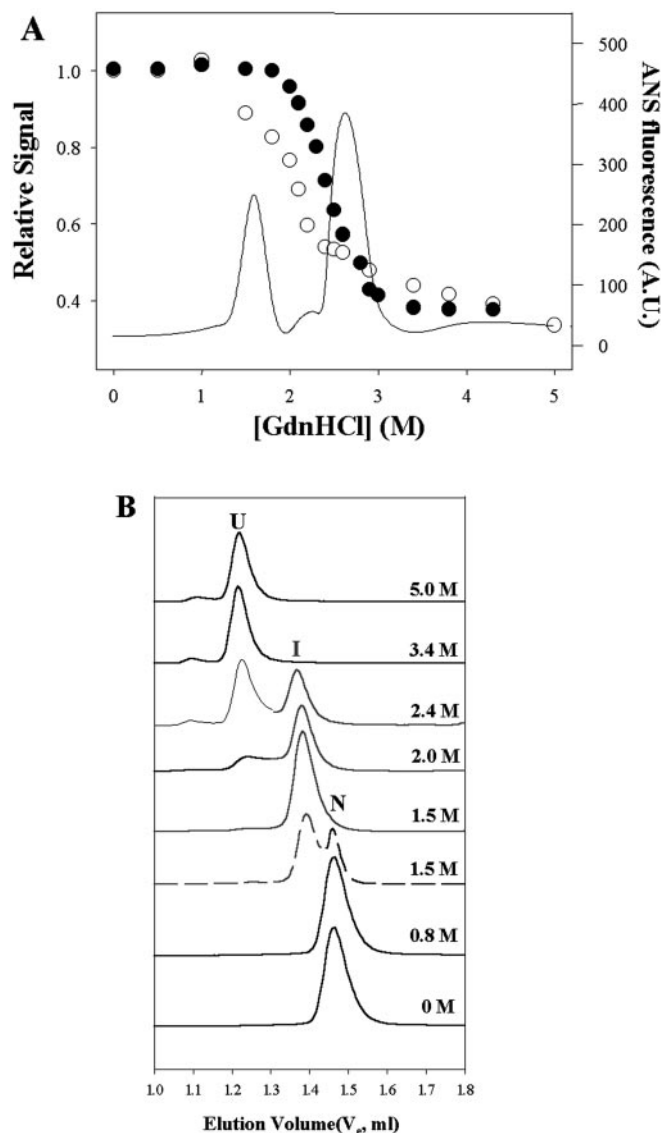 A
Relative Signal
1.0
0.8
0.6
0.4
500
400
300
200
100
0
ANS fluorescence (A.U.)
0 1 2 3 4 5
[GdnHCl] (M)
B
U
5.0 M
3.4 M
I
2.4 M
2.0 M
1.5 M
N
1.5 M
0.8 M
0 M
1.0 1.1 1.2 1.3 1.4 1.5 1.6 1.7 1.8
Elution Volume(Ve, ml)